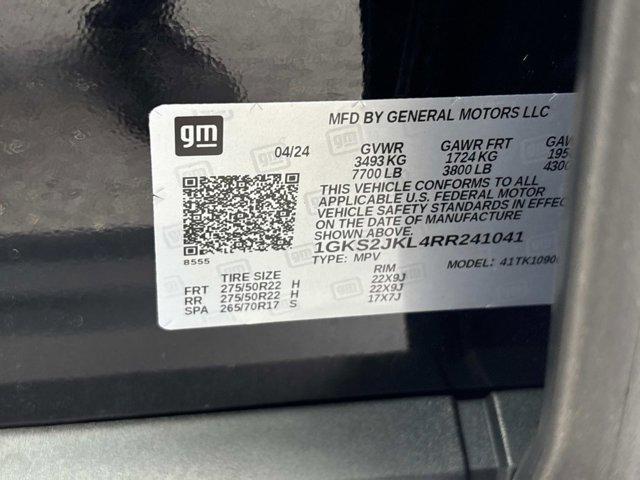 gm
MFD BY GENERAL MOTORS LLC
04/24 GVWR GAWR FRT
3493 KG 1724 KG
7700 LB 3800 LB
THIS VEHICLE CONFORMS TO ALL
APPLICABLE U.S. FEDERAL MOTOR
VEHICLE SAFETY STANDARDS IN
ON THE DATE OF MANUFACTURE
SHOWN ABOVE.
8555 1GKS2JKL4RR241041
TYPE: MPV MODEL:
TIRE SIZE RIM
FRT 275/50R22 H 22X9J
RR 275/50R22 H 22X9J
SPA 265/70R17 S 17X7J